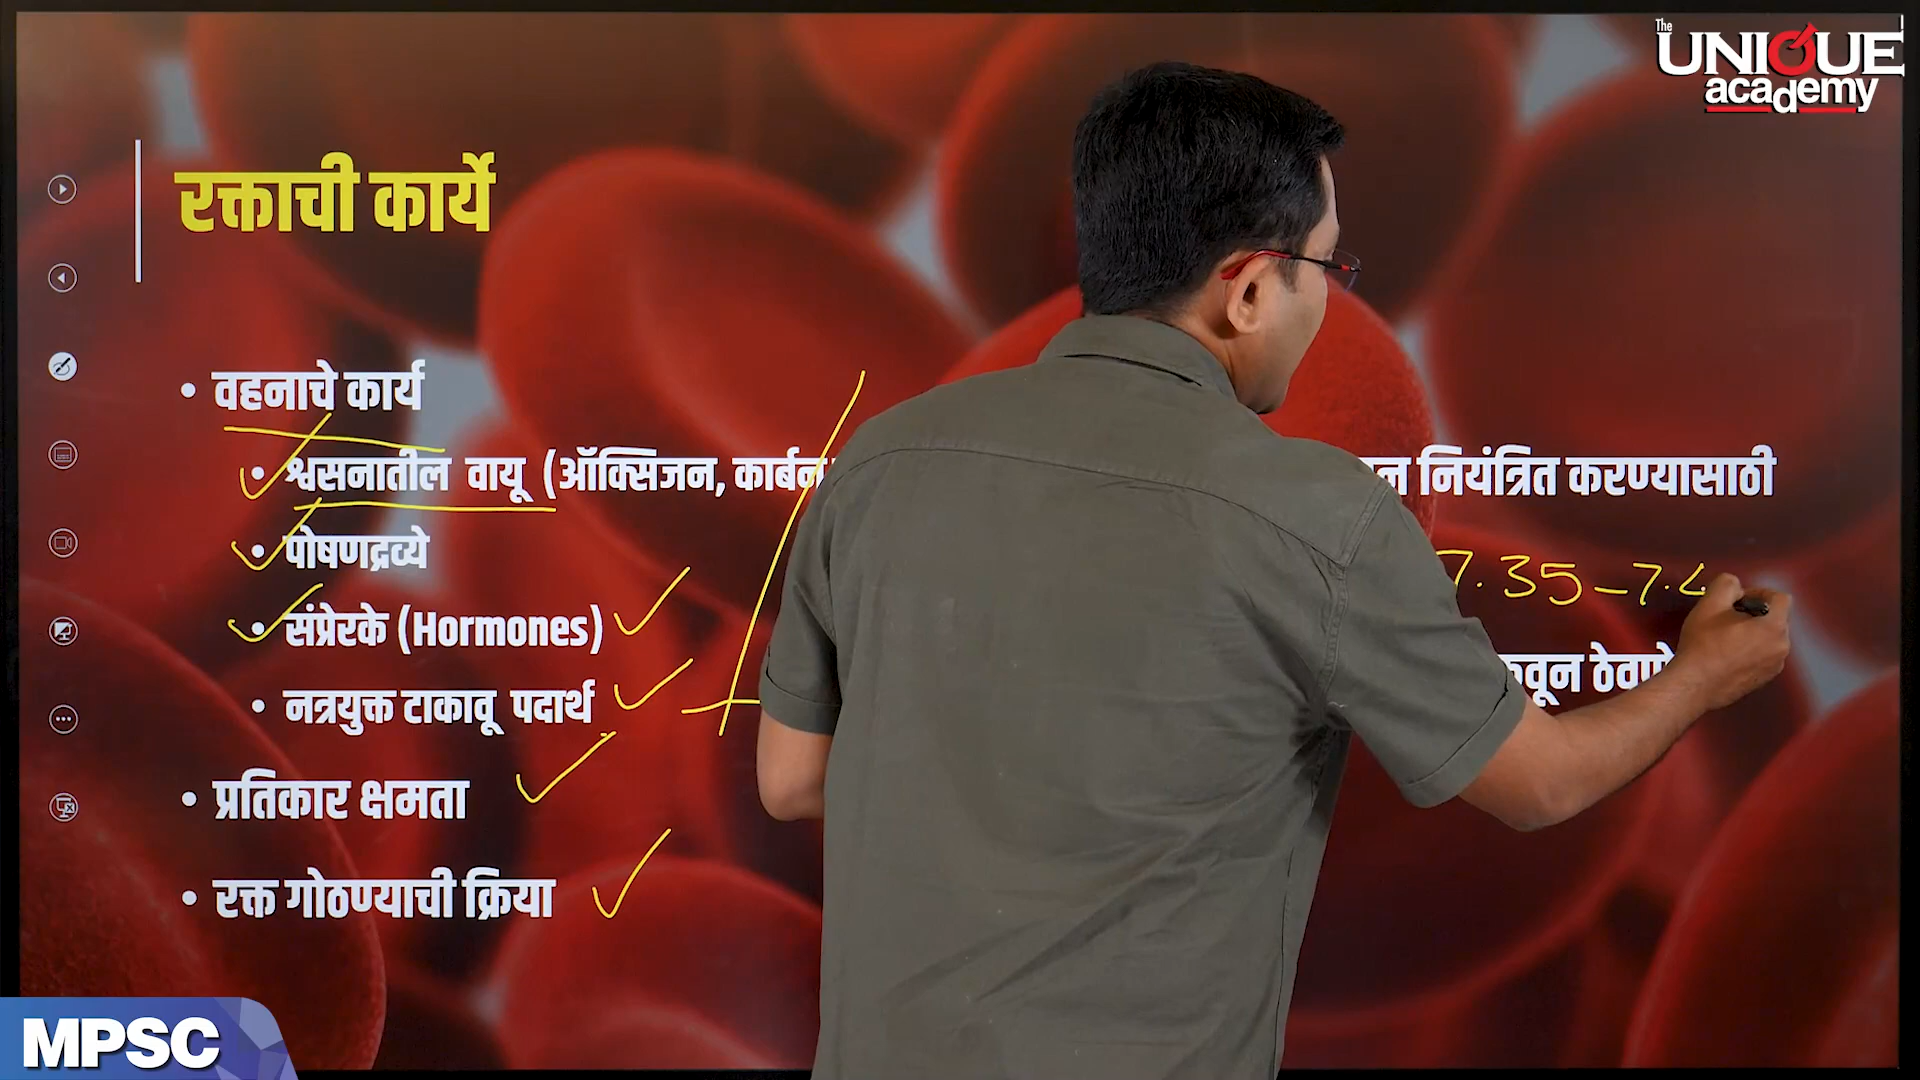 The
UNIQUE
academy
रक्ताची कार्ये
• वहनाचे कार्य
• श्वसनातील वायू (ऑक्सिजन, कार्बन
नियंत्रित करण्यासाठी
• पोषणद्रव्ये
7.35-7.4
• संप्रेरके (Hormones)
• नत्रयुक्त टाकावू पदार्थ
ठेवणे
• प्रतिकार क्षमता
• रक्त गोठण्याची क्रिया
MPSC